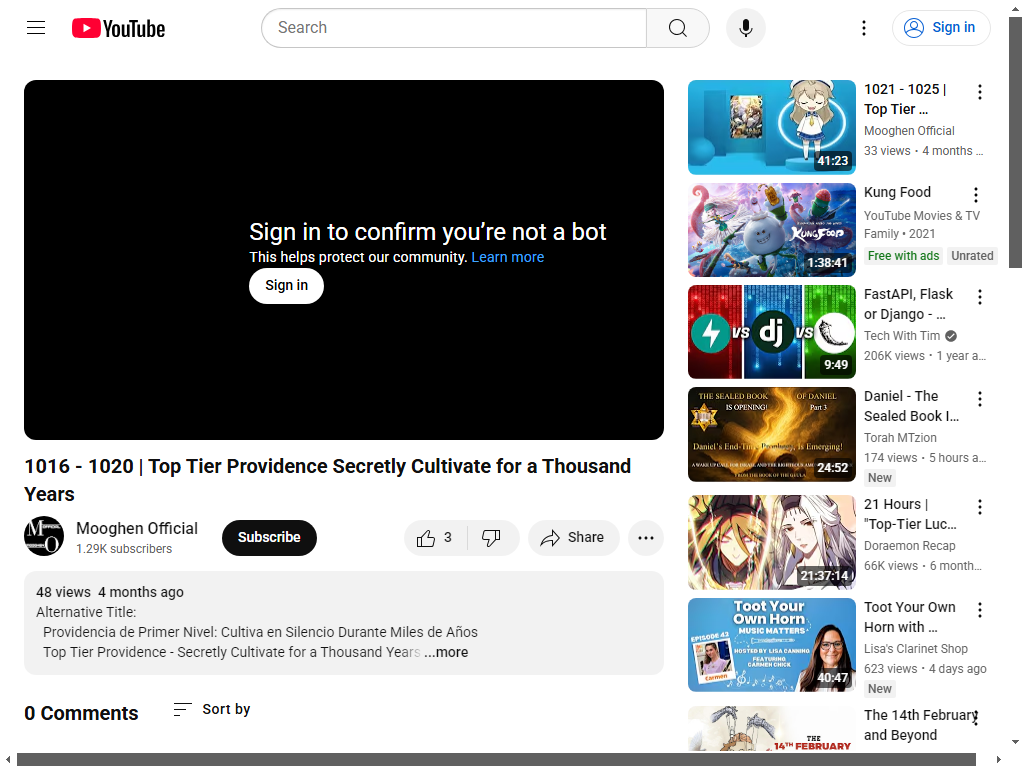 YouTube
Search
Sign in
Sign in to confirm you're not a bot
This helps protect our community. Learn more
Sign in
1016 - 1020 | Top Tier Providence Secretly Cultivate for a Thousand
Years
Mooghen Official
1.29K subscribers
Subscribe
3
Share
48 views 4 months ago
Alternative Title:
Providencia de Primer Nivel: Cultiva en Silencio Durante Miles de Años
Top Tier Providence - Secretly Cultivate for a Thousand Years ...more
0 Comments
Sort by
41:23
1021 - 1025 |
Top Tier ...
Mooghen Official
33 views • 4 months ...
KUNG FOOD
1:38:41
Kung Food
YouTube Movies & TV
Family • 2021
Free with ads
Unrated
VS dj VS
9:49
FastAPI, Flask
or Django - ...
Tech With Tim
206K views • 1 year a...
THE SEALED BOOK OF DANIEL
IS OPENING! Part 3
Daniel's End-Time Prophecy Is Emerging!
24:52
Daniel - The
Sealed Book I...
Torah MTzion
174 views • 5 hours a...
New
21:37:14
21 Hours |
"Top-Tier Luc...
Doraemon Recap
66K views • 6 month...
Toot Your
Own Horn
MUSIC MATTERS
EPISODE 42
HOSTED BY LISA CANNING
FEATURING
CARMEN CHICK
Carmen
40:47
Toot Your Own
Horn with ...
Lisa's Clarinet Shop
623 views • 4 days ago
New
THE
14TH FEBRUARY
The 14th February
and Beyond